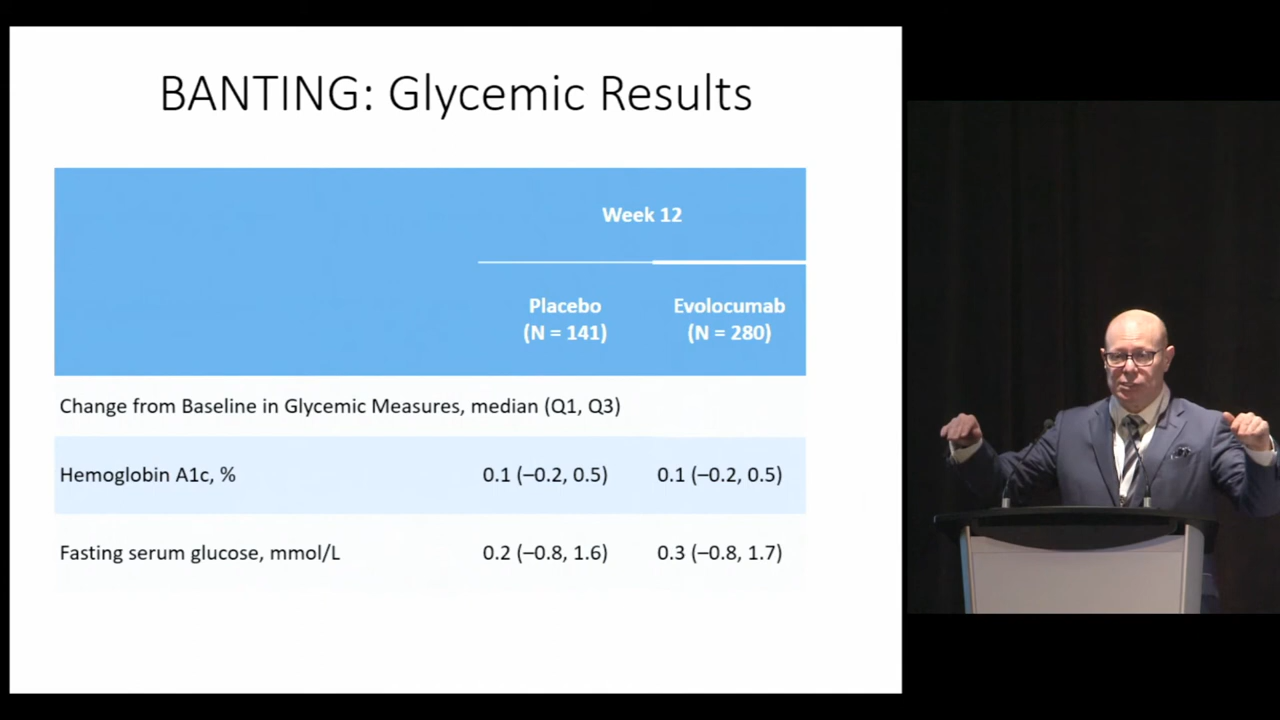 BANTING: Glycemic Results
Week 12
Placebo
(N = 141)
Evolocumab
(N = 280)
Change from Baseline in Glycemic Measures, median (Q1, Q3)
Hemoglobin A1c, % 0.1 (–0.2, 0.5) 0.1 (–0.2, 0.5)
Fasting serum glucose, mmol/L 0.2 (–0.8, 1.6) 0.3 (–0.8, 1.7)